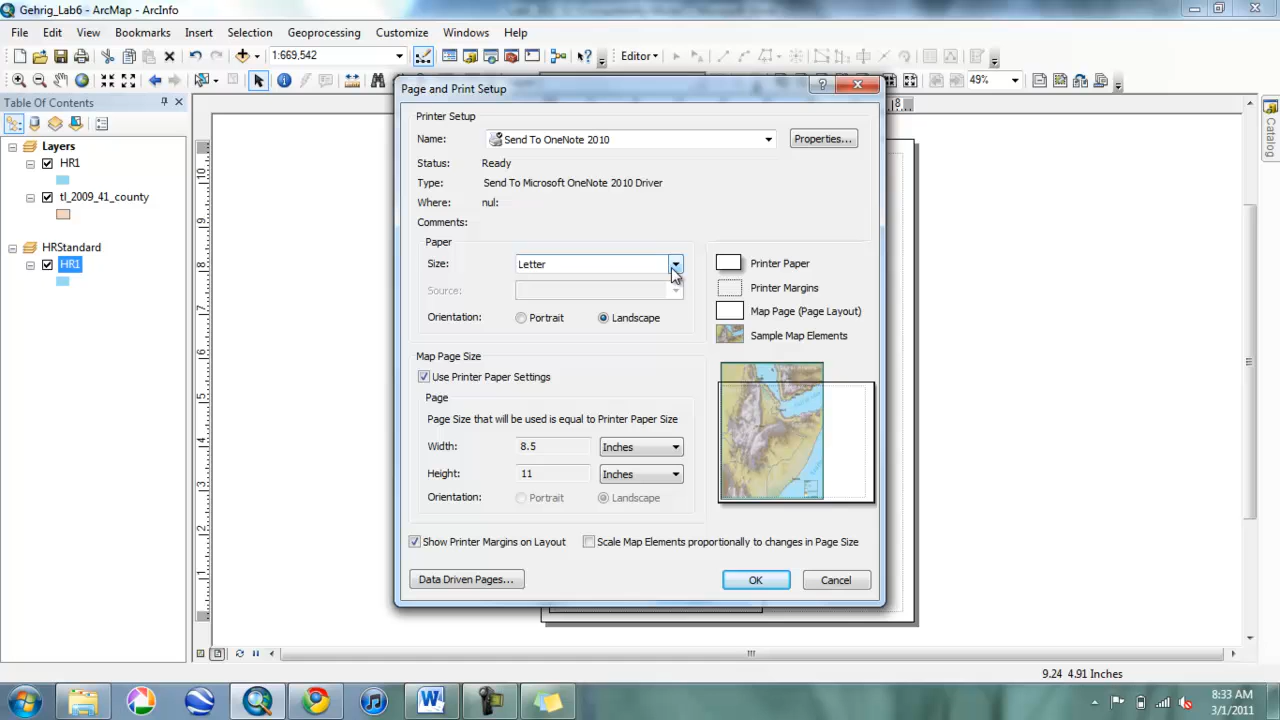 Gehrig_Lab6 - ArcMap - ArcInfo
File Edit View Bookmarks Insert Selection Geoprocessing Customize Windows Help
1:669,542
Editor
49%
Table Of Contents
Layers
HR1
tl_2009_41_county
HRStandard
HR1
Page and Print Setup
Printer Setup
Name: Send To OneNote 2010 Properties...
Status: Ready
Type: Send To Microsoft OneNote 2010 Driver
Where: nul:
Comments:
Paper
Size: Letter
Source:
Orientation: Portrait Landscape
Printer Paper
Printer Margins
Map Page (Page Layout)
Sample Map Elements
Map Page Size
Use Printer Paper Settings
Page
Page Size that will be used is equal to Printer Paper Size
Width: 8.5 Inches
Height: 11 Inches
Orientation: Portrait Landscape
Show Printer Margins on Layout Scale Map Elements proportionally to changes in Page Size
Data Driven Pages... OK Cancel
Catalog
9.24 4.91 Inches
8:33 AM
3/1/2011